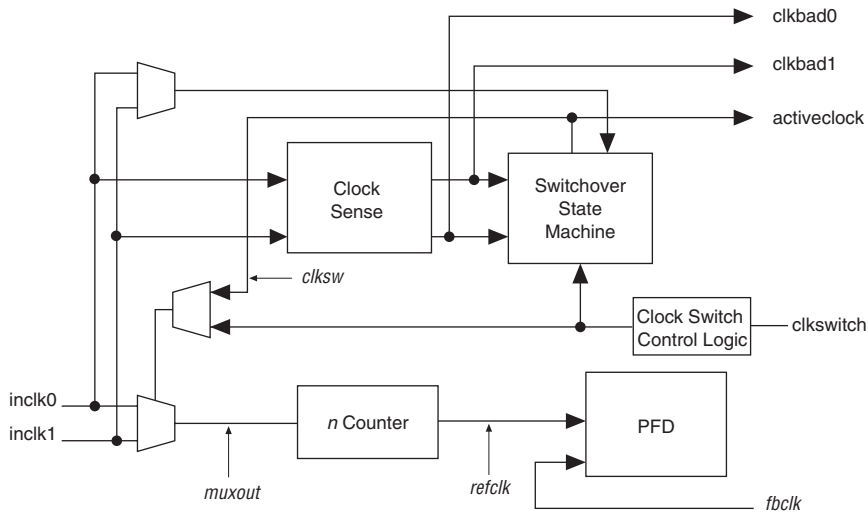 clkbad0
clkbad1
activeclock
Clock
Sense
Switchover
State
Machine
clksw
Clock Switch
Control Logic
clkswitch
inclk0
inclk1
n Counter
PFD
muxout
refclk
fbclk